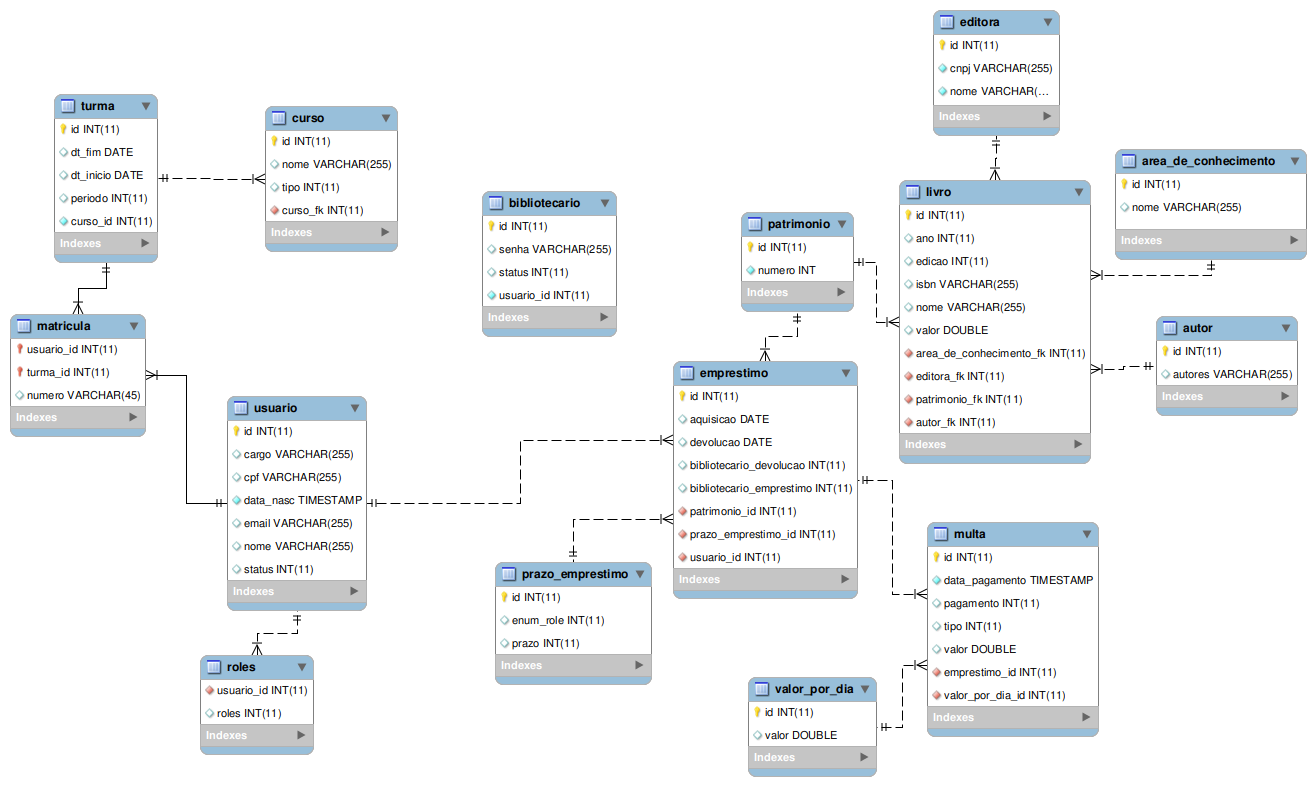 editora
id INT(11)
cnpj VARCHAR(255)
nome VARCHAR(...
Indexes
turma
id INT(11)
dt_fim DATE
dt_inicio DATE
periodo INT(11)
curso_id INT(11)
Indexes
curso
id INT(11)
nome VARCHAR(255)
tipo INT(11)
curso_fk INT(11)
Indexes
area_de_conhecimento
id INT(11)
nome VARCHAR(255)
Indexes
bibliotecario
id INT(11)
senha VARCHAR(255)
status INT(11)
usuario_id INT(11)
Indexes
patrimonio
id INT(11)
numero INT
Indexes
livro
id INT(11)
ano INT(11)
edicao INT(11)
isbn VARCHAR(255)
nome VARCHAR(255)
valor DOUBLE
area_de_conhecimento_fk INT(11)
editora_fk INT(11)
patrimonio_fk INT(11)
autor_fk INT(11)
Indexes
matricula
usuario_id INT(11)
turma_id INT(11)
numero VARCHAR(45)
Indexes
autor
id INT(11)
autores VARCHAR(255)
Indexes
usuario
id INT(11)
cargo VARCHAR(255)
cpf VARCHAR(255)
data_nasc TIMESTAMP
email VARCHAR(255)
nome VARCHAR(255)
status INT(11)
Indexes
emprestimo
id INT(11)
aquisicao DATE
devolucao DATE
bibliotecario_devolucao INT(11)
bibliotecario_emprestimo INT(11)
patrimonio_id INT(11)
prazo_emprestimo_id INT(11)
usuario_id INT(11)
Indexes
prazo_emprestimo
id INT(11)
enum_role INT(11)
prazo INT(11)
Indexes
multa
id INT(11)
data_pagamento TIMESTAMP
pagamento INT(11)
tipo INT(11)
valor DOUBLE
emprestimo_id INT(11)
valor_por_dia_id INT(11)
Indexes
roles
usuario_id INT(11)
roles INT(11)
Indexes
valor_por_dia
id INT(11)
valor DOUBLE
Indexes